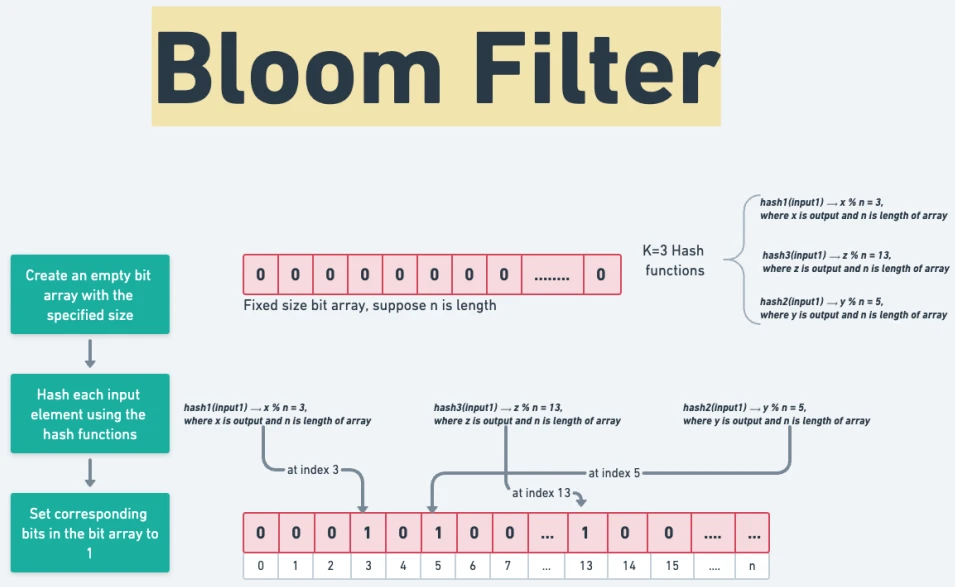 Bloom Filter
Create an empty bit
array with the
specified size
0 0 0 0 0 0 0 0 ........ 0
Fixed size bit array, suppose n is length
K=3 Hash
functions
hash1(input1) → x % n = 3,
where x is output and n is length of array
hash3(input1) → z % n = 13,
where z is output and n is length of array
hash2(input1) → y % n = 5,
where y is output and n is length of array
Hash each input
element using the
hash functions
hash1(input1) → x % n = 3,
where x is output and n is length of array
hash3(input1) → z % n = 13,
where z is output and n is length of array
hash2(input1) → y % n = 5,
where y is output and n is length of array
at index 3
at index 5
at index 13
Set corresponding
bits in the bit array to
1
0 0 0 1 0 1 0 0 ... 1 0 0 .... ...
0 1 2 3 4 5 6 7 ... 13 14 15 .... n